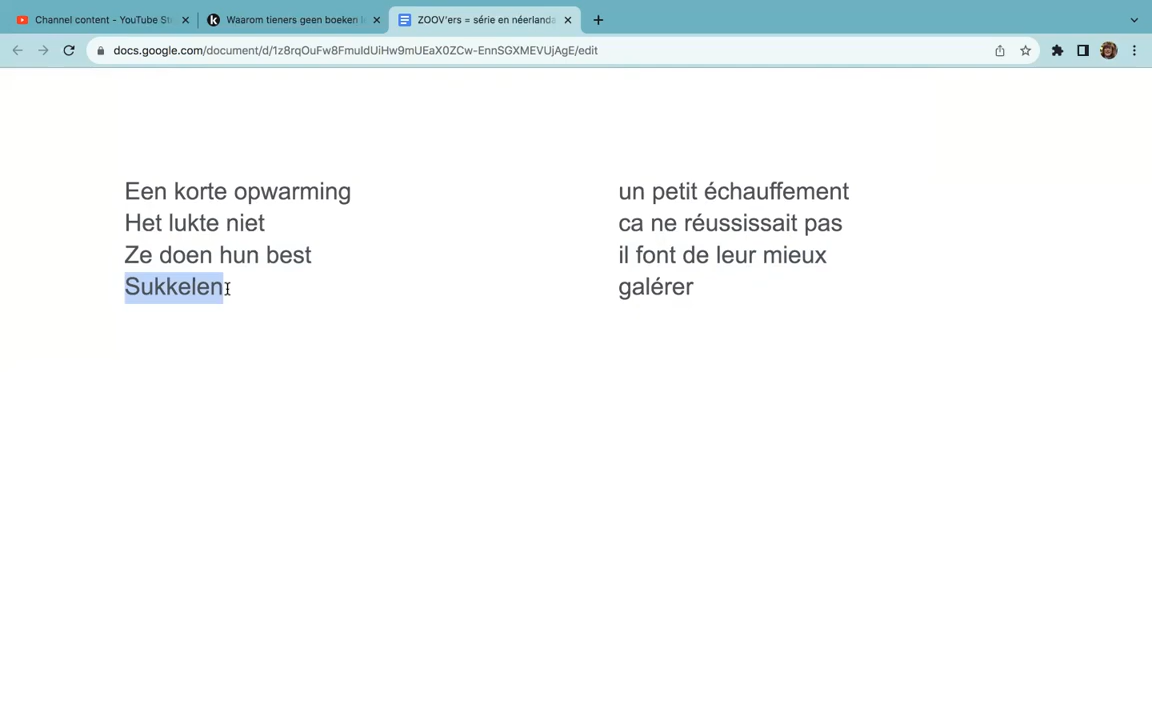 Channel content - YouTube St
Waarom tieners geen boeken l
ZOOV'ers = série en néerlanda
docs.google.com/document/d/1z8rqOuFw8FmuIdUiHw9mUEaX0ZCw-EnnSGXMEVUjAgE/edit
Een korte opwarming
un petit échauffement
Het lukte niet
ca ne réussissait pas
Ze doen hun best
il font de leur mieux
Sukkelen
galérer